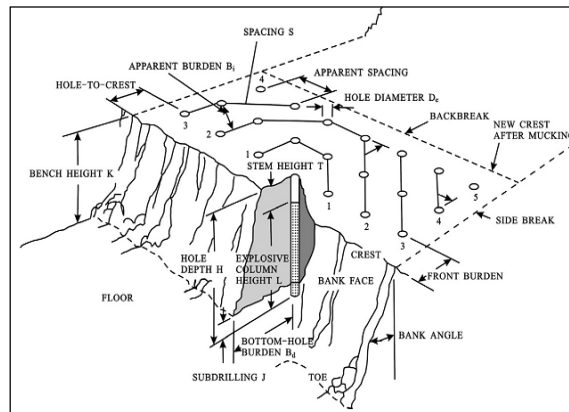 SPACING S
APPARENT BURDEN Bi
4
APPARENT SPACING
HOLE-TO-CREST
HOLE DIAMETER De
3
BACKBREAK
2
NEW CREST
AFTER MUCKING
BENCH HEIGHT K
1
STEM HEIGHT T
1
2
3
4
5
SIDE BREAK
CREST
FRONT BURDEN
HOLE
DEPTH H
EXPLOSIVE
COLUMN
HEIGHT L
BANK FACE
FLOOR
BOTTOM-HOLE
BURDEN Bd
BANK ANGLE
SUBDRILLING J
TOE